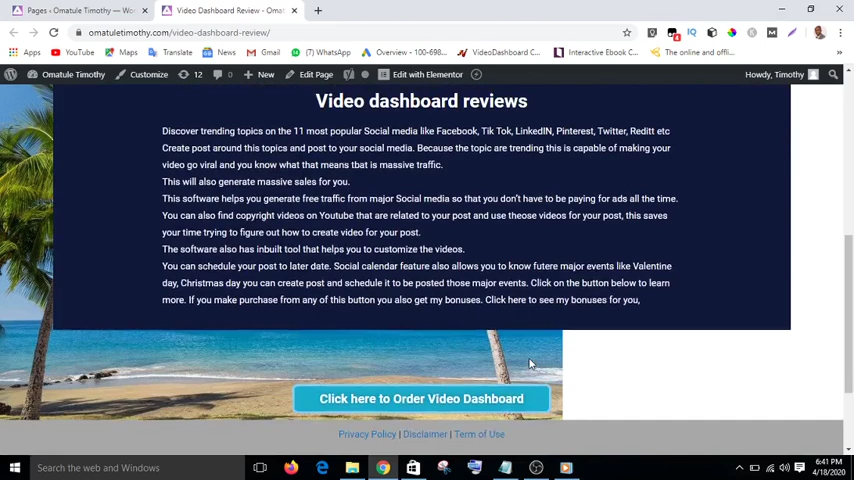 Pages ‹ Omatule Timothy — Wor
Video Dashboard Review - Omat
omatuletimothy.com/video-dashboard-review/
Apps
YouTube
Maps
Translate
News
Gmail
(7) WhatsApp
Overview - 100-698...
VideoDashboard C...
Interactive Ebook C...
The online and offli...
Omatule Timothy
Customize
12
0
New
Edit Page
Edit with Elementor
Howdy, Timothy
Video dashboard reviews
Discover trending topics on the 11 most popular Social media like Facebook, Tik Tok, LinkedIN, Pinterest, Twitter, Reditt etc
Create post around this topics and post to your social media. Because the topic are trending this is capable of making your
video go viral and you know what that means tbat is massive traffic.
This will also generate massive sales for you.
This software helps you generate free traffic from major Social media so that you don't have to be paying for ads all the time.
You can also find copyright videos on Youtube that are related to your post and use theose videos for your post, this saves
your time trying to figure out how to create video for your post.
The software also has inbuilt tool that helps you to customize the videos.
You can schedule your post to later date. Social calendar feature also allows you to know futere major events like Valentine
day, Christmas day you can create post and schedule it to be posted those major events. Click on the button below to learn
more. If you make purchase from any of this button you also get my bonuses. Click here to see my bonuses for you,
Click here to Order Video Dashboard
Privacy Policy | Disclaimer | Term of Use
Search the web and Windows
6:41 PM
4/18/2020